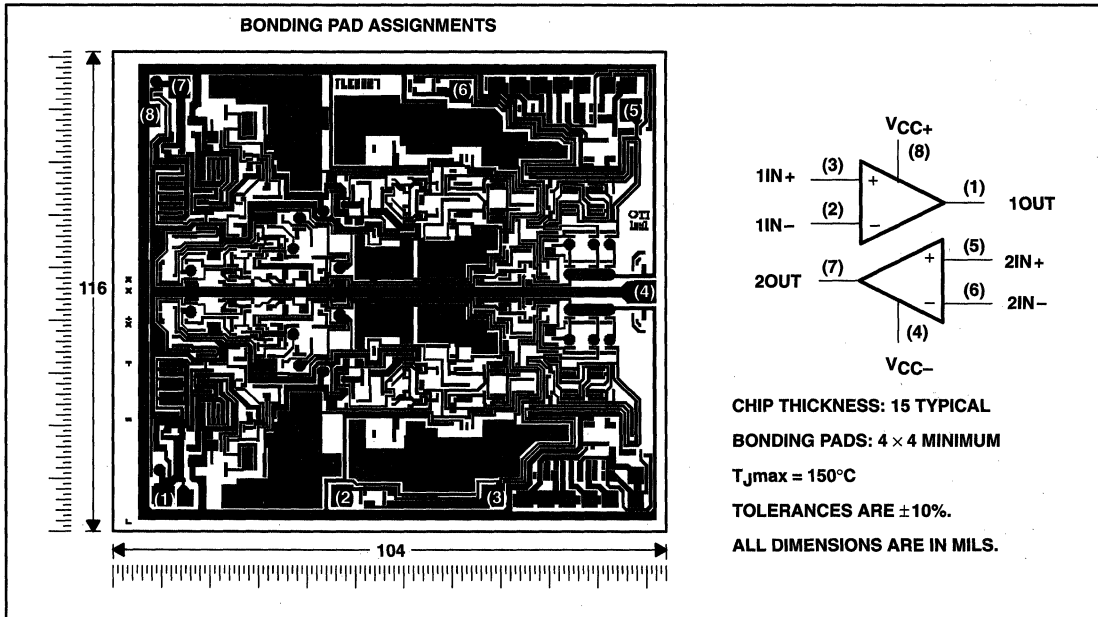 BONDING PAD ASSIGNMENTS
(7)
(6)
(8)
(5)
116
(4)
(1)
(2)
(3)
104
VCC+
(8)
1IN+
(3)
+
(1)
1OUT
1IN−
(2)
−
(5)
+
2IN+
2OUT
(7)
(6)
−
2IN−
(4)
VCC−
CHIP THICKNESS: 15 TYPICAL
BONDING PADS: 4 × 4 MINIMUM
TJmax = 150°C
TOLERANCES ARE ±10%.
ALL DIMENSIONS ARE IN MILS.